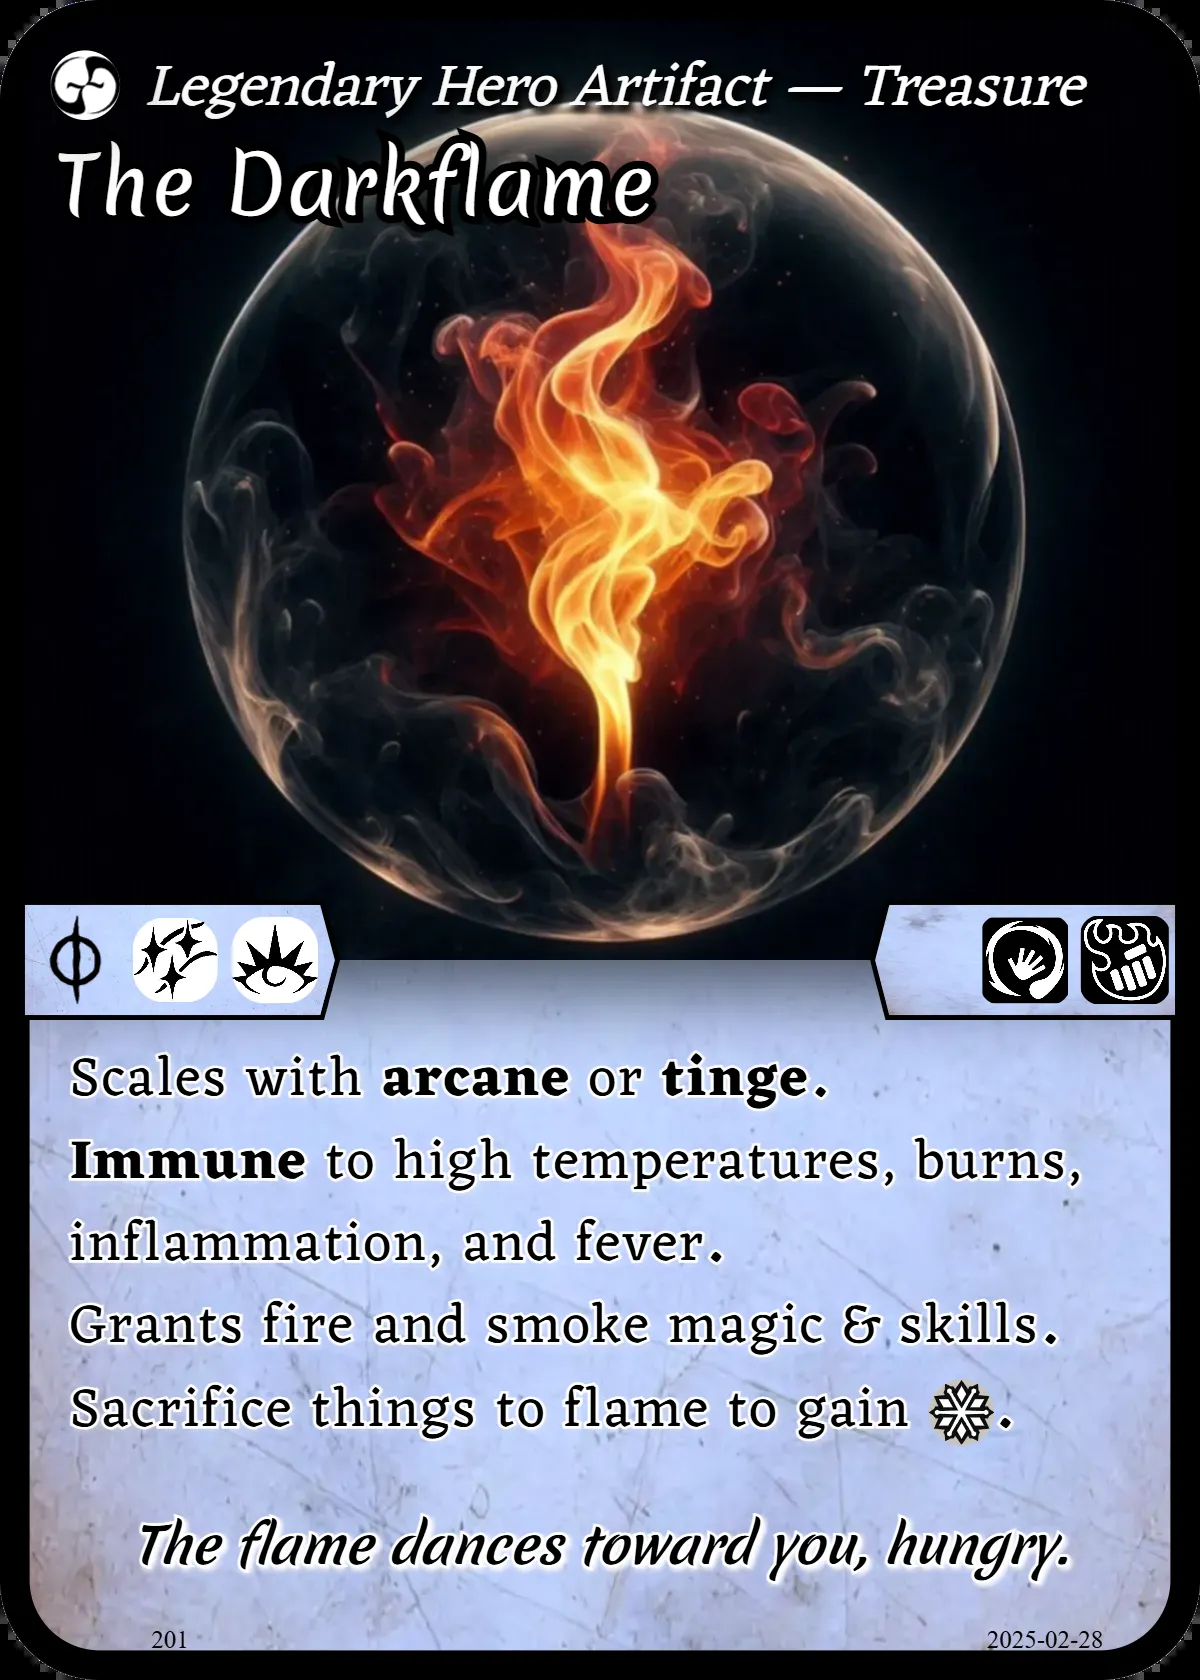 Legendary Hero Artifact — Treasure
The Darkflame
Scales with arcane or tinge.
Immune to high temperatures, burns,
inflammation, and fever.
Grants fire and smoke magic & skills.
Sacrifice things to flame to gain .
The flame dances toward you, hungry.
201 2025-02-28